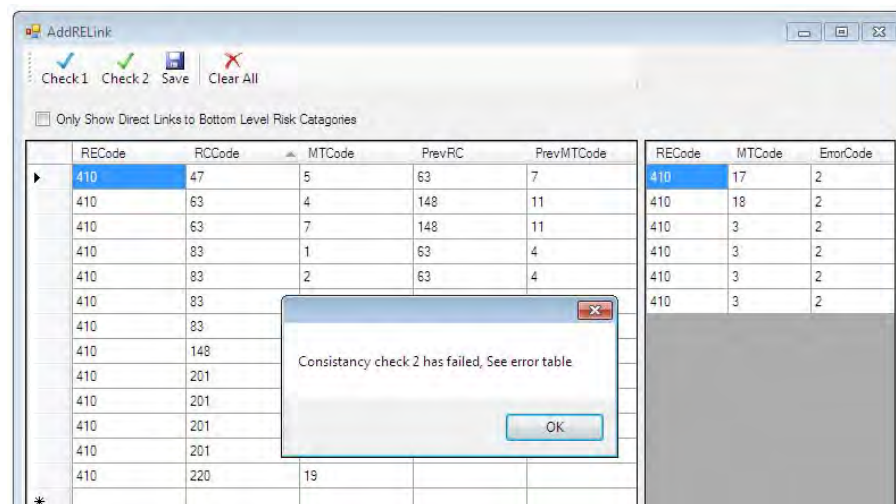 AddRELink
Check 1 Check 2 Save Clear All
Only Show Direct Links to Bottom Level Risk Catagories
RECode RCCode MTCode PrevRC PrevMTCode RECode MTCode ErrorCode
410 47 5 63 7 410 17 2
410 63 4 148 11 410 18 2
410 63 7 148 11 410 3 2
410 83 1 63 4 410 3 2
410 83 2 63 4 410 3 2
410 83 410 3 2
410 83
410 148
Consistancy check 2 has failed, See error table
410 201
410 201
410 201
OK
410 201
410 220 19